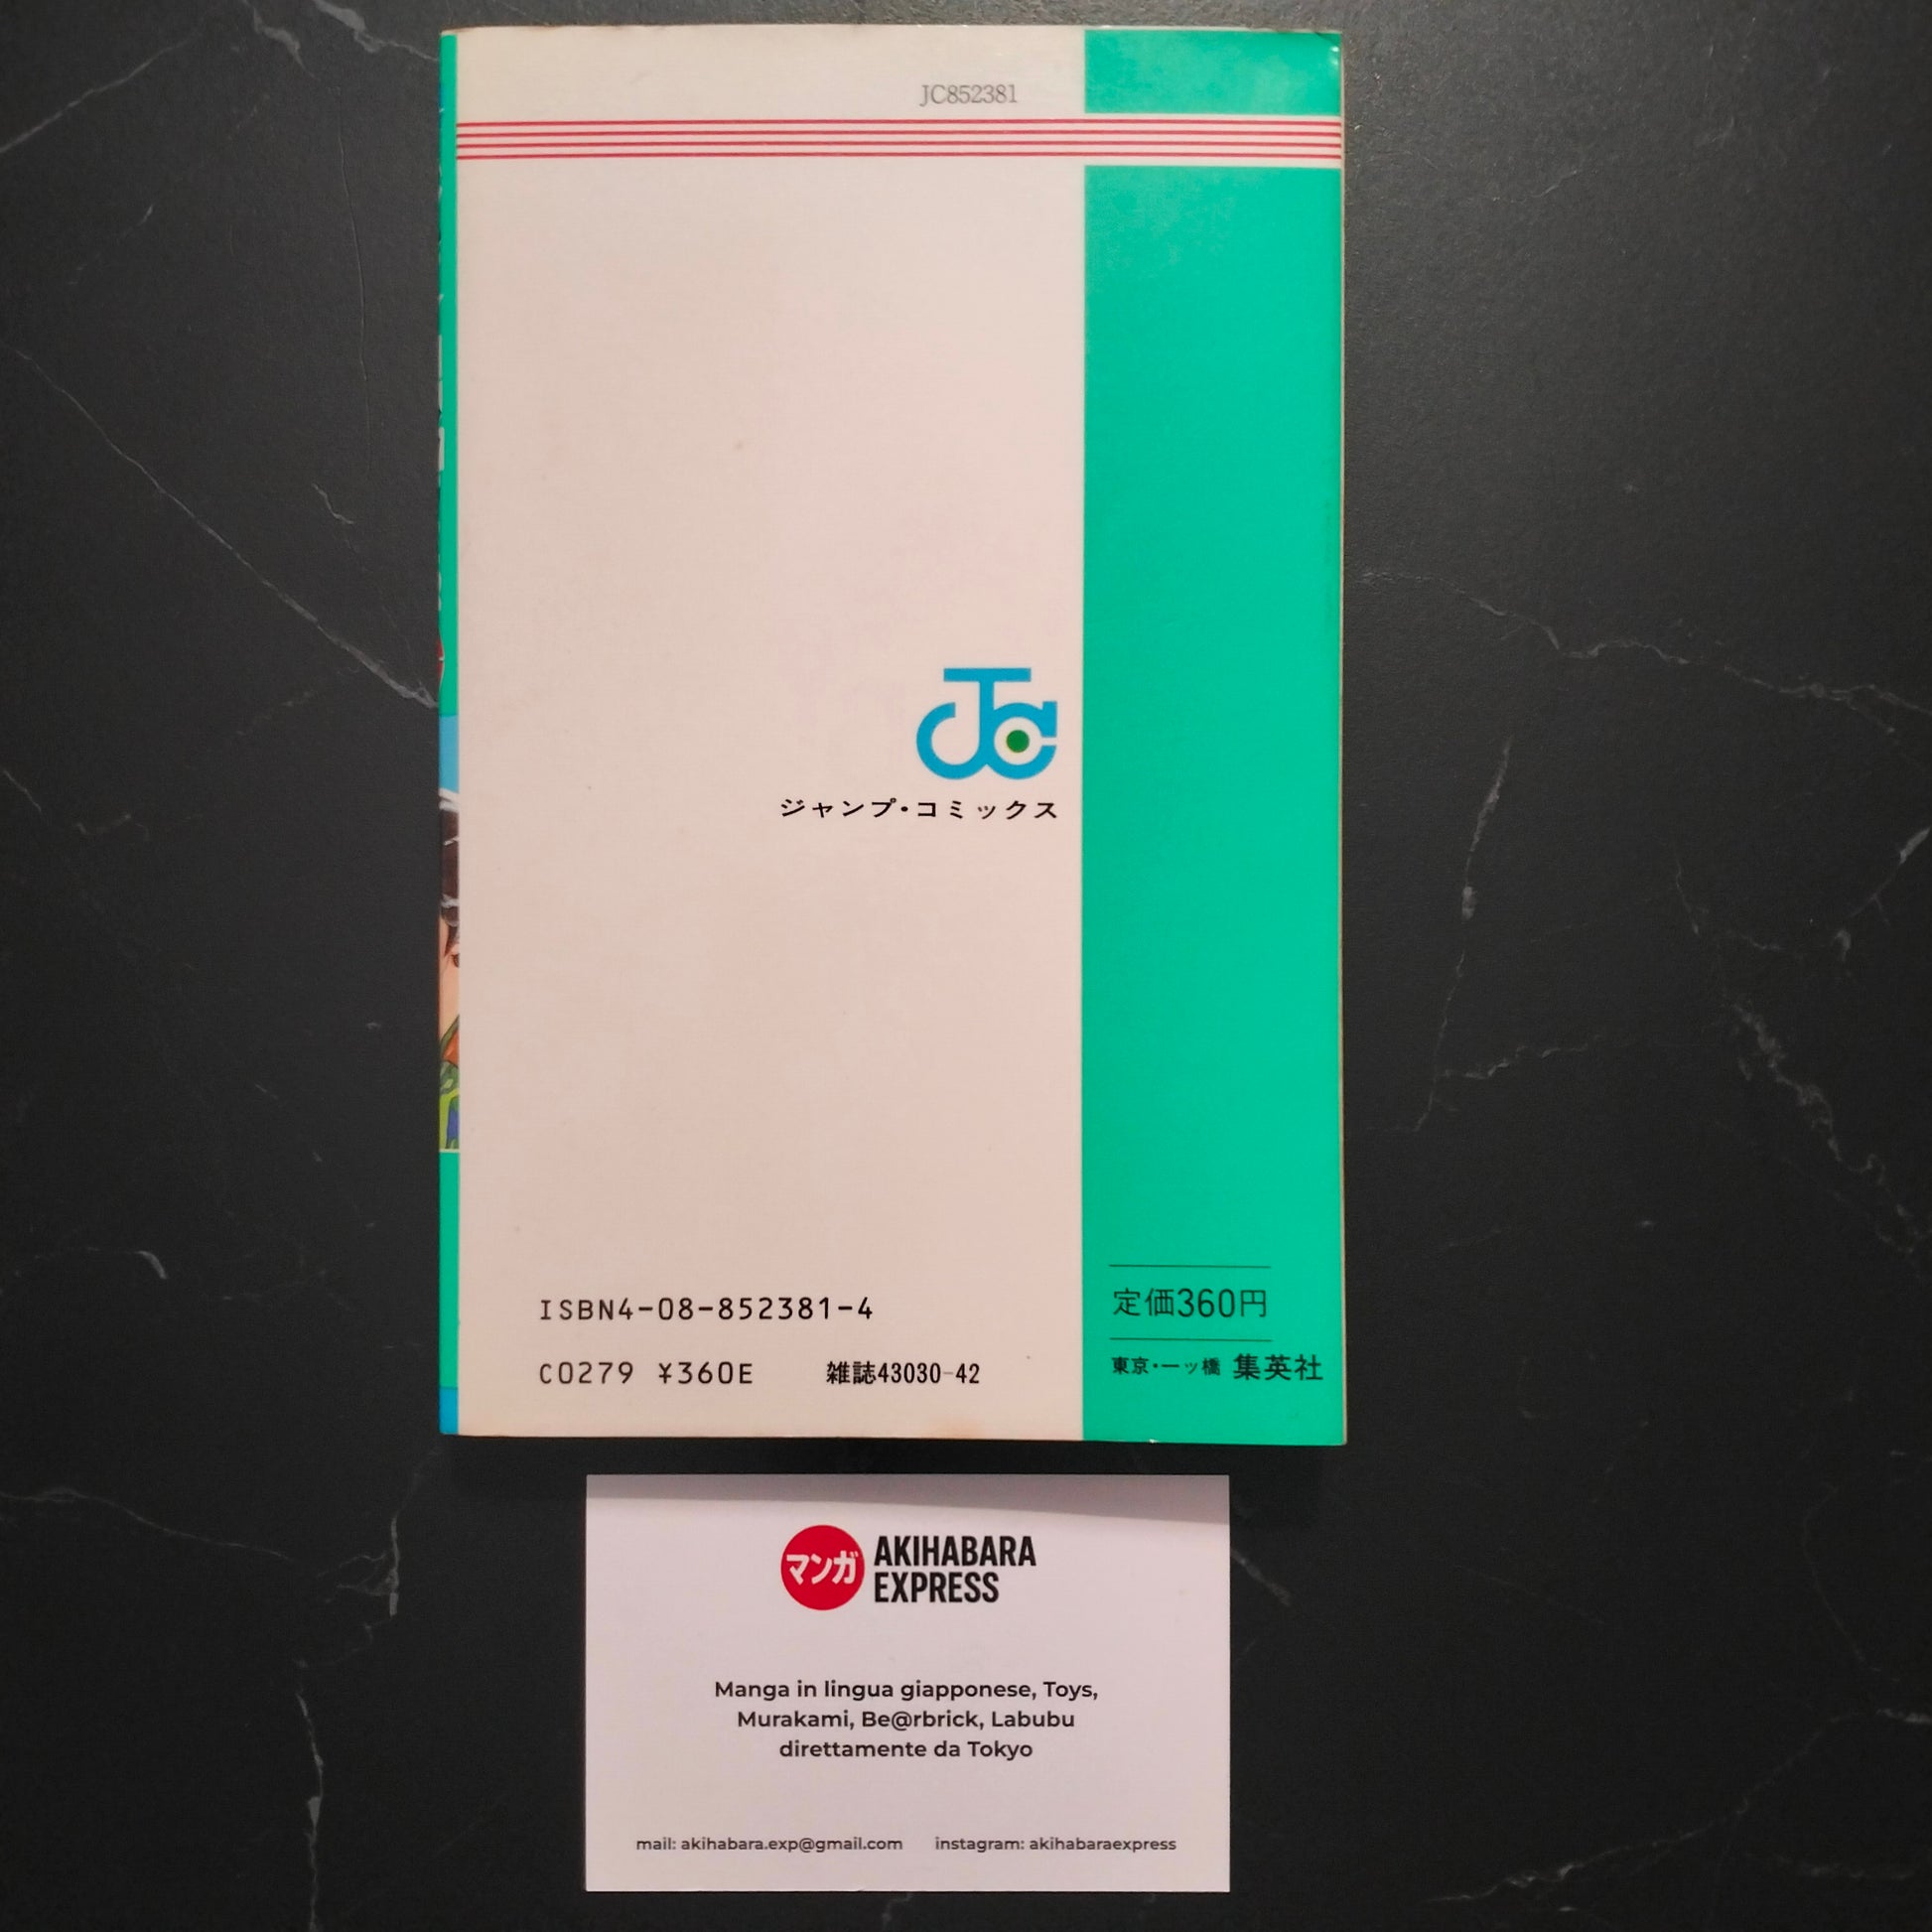 JC852381
JC
ジャンプ・コミックス
ISBN4-08-852381-4
C0279 ¥360E 雑誌43030-42
定価360円
東京・一ッ橋 集英社
マンガ AKIHABARA
EXPRESS
Manga in lingua giapponese, Toys,
Murakami, Be@rbrick, Labubu
direttamente da Tokyo
mail: akihabara.exp@gmail.com instagram: akihabaraexpress